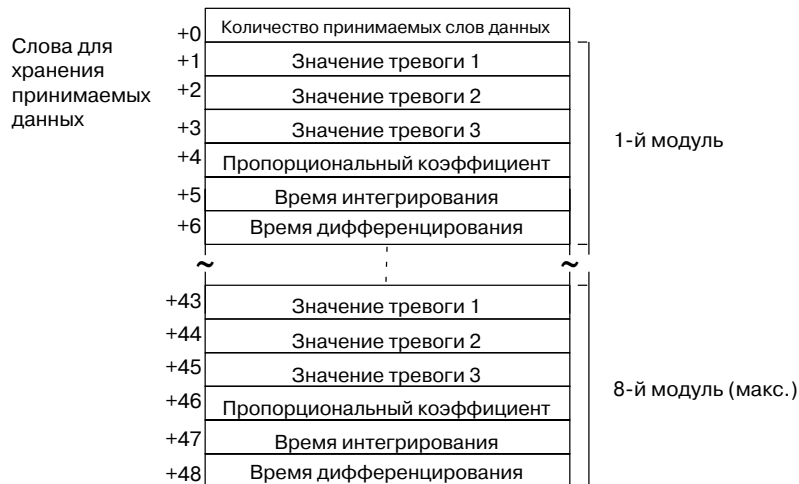 Слова для
хранения
принимаемых
данных
+0 Количество принимаемых слов данных
+1 Значение тревоги 1
+2 Значение тревоги 2
+3 Значение тревоги 3
+4 Пропорциональный коэффициент
+5 Время интегрирования
+6 Время дифференцирования
1-й модуль
~ ~
+43 Значение тревоги 1
+44 Значение тревоги 2
+45 Значение тревоги 3
+46 Пропорциональный коэффициент
+47 Время интегрирования
+48 Время дифференцирования
8-й модуль (макс.)